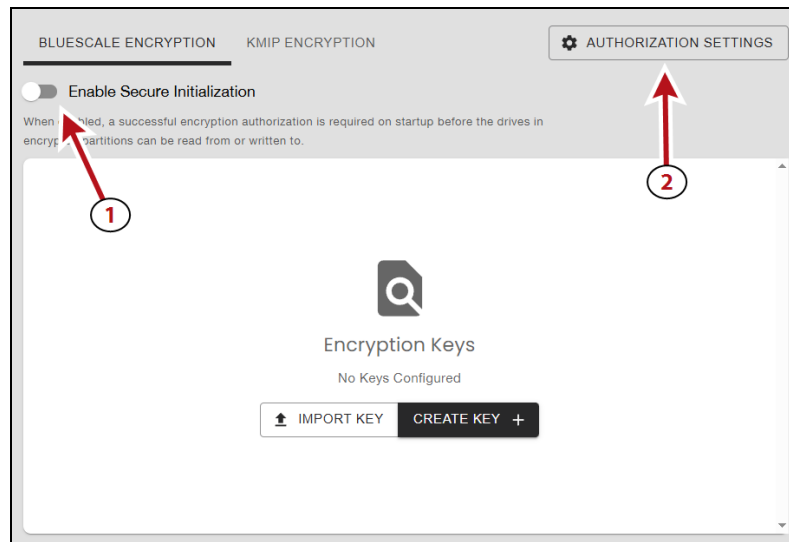 BLUESCALE ENCRYPTION KMIP ENCRYPTION AUTHORIZATION SETTINGS
Enable Secure Initialization
When bled, a successful encryption authorization is required on startup before the drives in
encryp partitions can be read from or written to.
1
2
Encryption Keys
No Keys Configured
IMPORT KEY CREATE KEY +